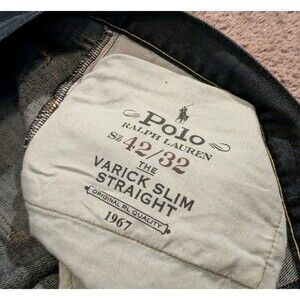 Polo
RALPH LAUREN
Sz 42/32
THE
VARICK SLIM
STRAIGHT
ORIGINAL RL QUALITY
1967